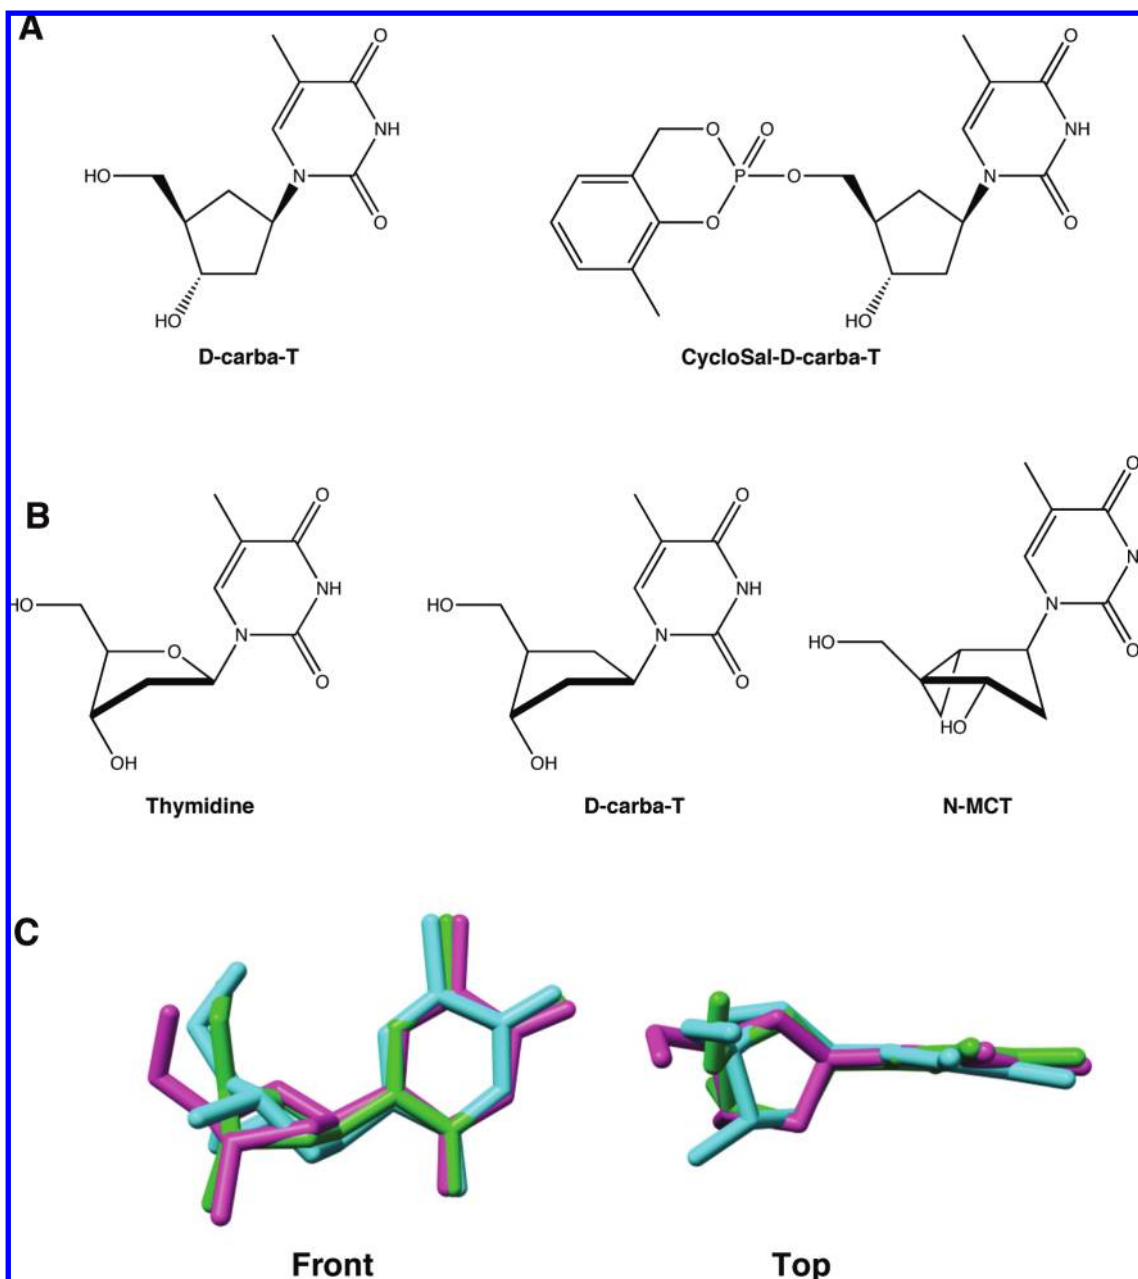 A
O
NH
N
O
HO
HO
D-carba-T
O
O
P
O
O
O
NH
N
O
HO
CycloSal-D-carba-T
B
O
NH
N
O
O
HO
OH
Thymidine
O
NH
N
O
HO
OH
D-carba-T
O
N
N
O
HO
HO
N-MCT
C
Front
Top